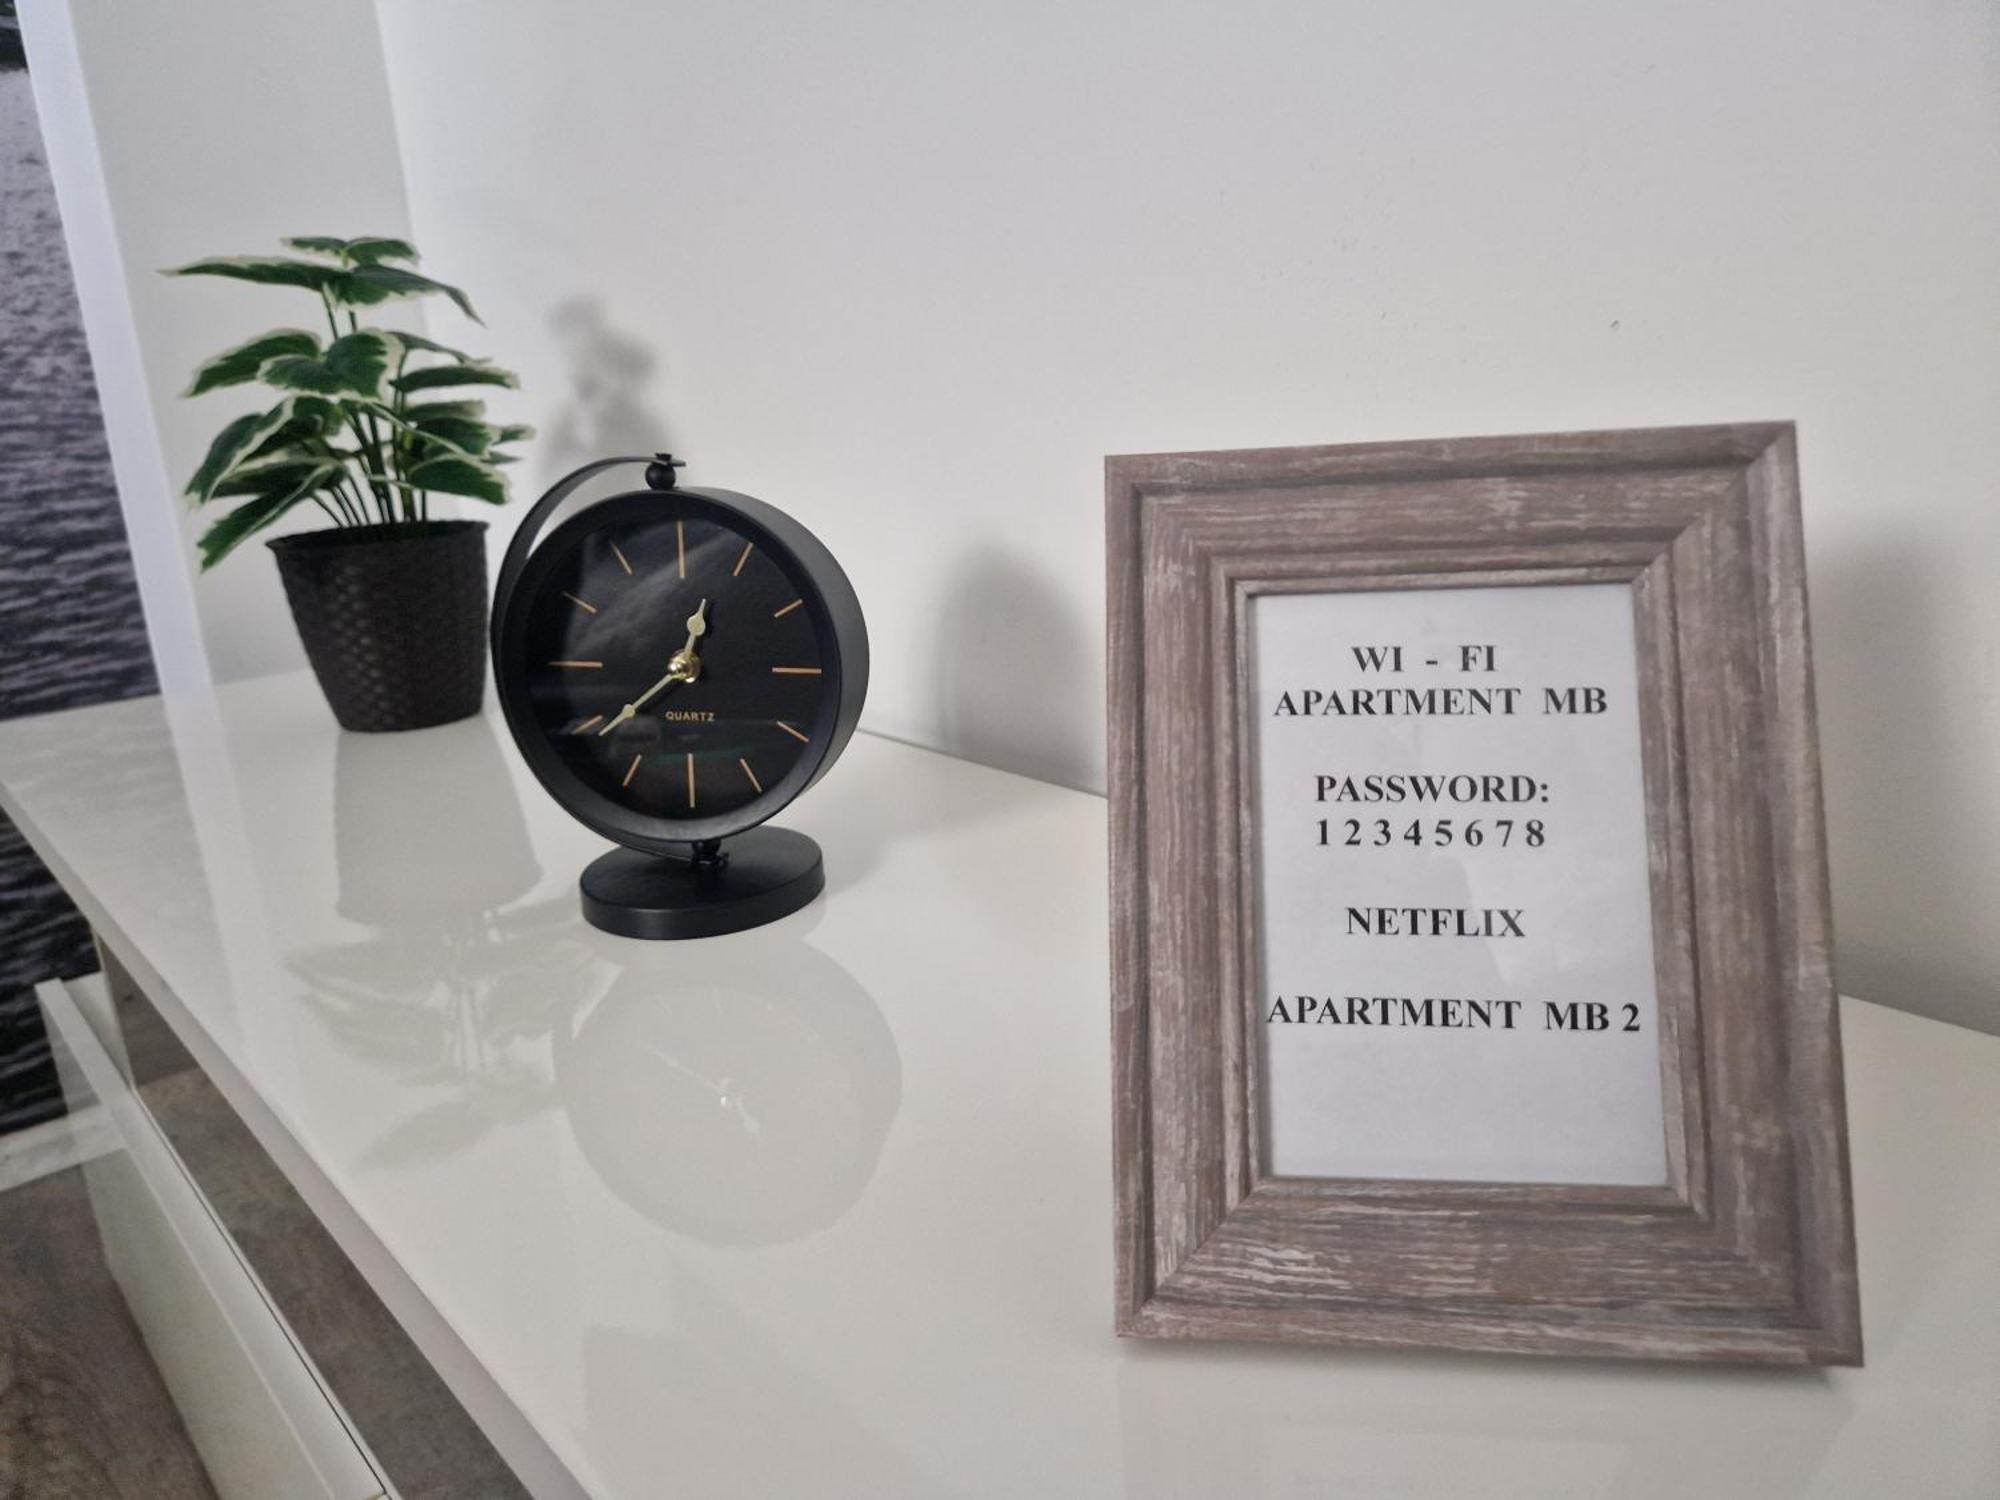 QUARTZ
WI - FI
APARTMENT MB
PASSWORD:
1 2 3 4 5 6 7 8
NETFLIX
APARTMENT MB 2